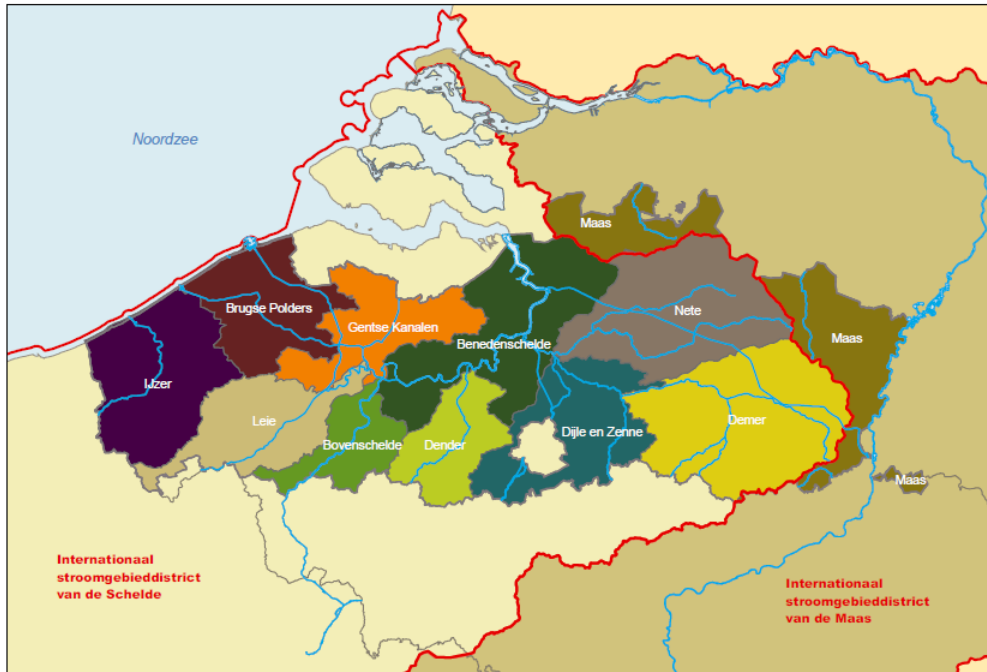 Noordzee
Maas
Brugse Polders
Nete
Gentse Kanalen
Benedenschelde
Maas
IJzer
Leie
Demer
Bovenschelde
Dender
Dijle en Zenne
Maas
Internationaal
stroomgebieddistrict
van de Schelde
Internationaal
stroomgebieddistrict
van de Maas